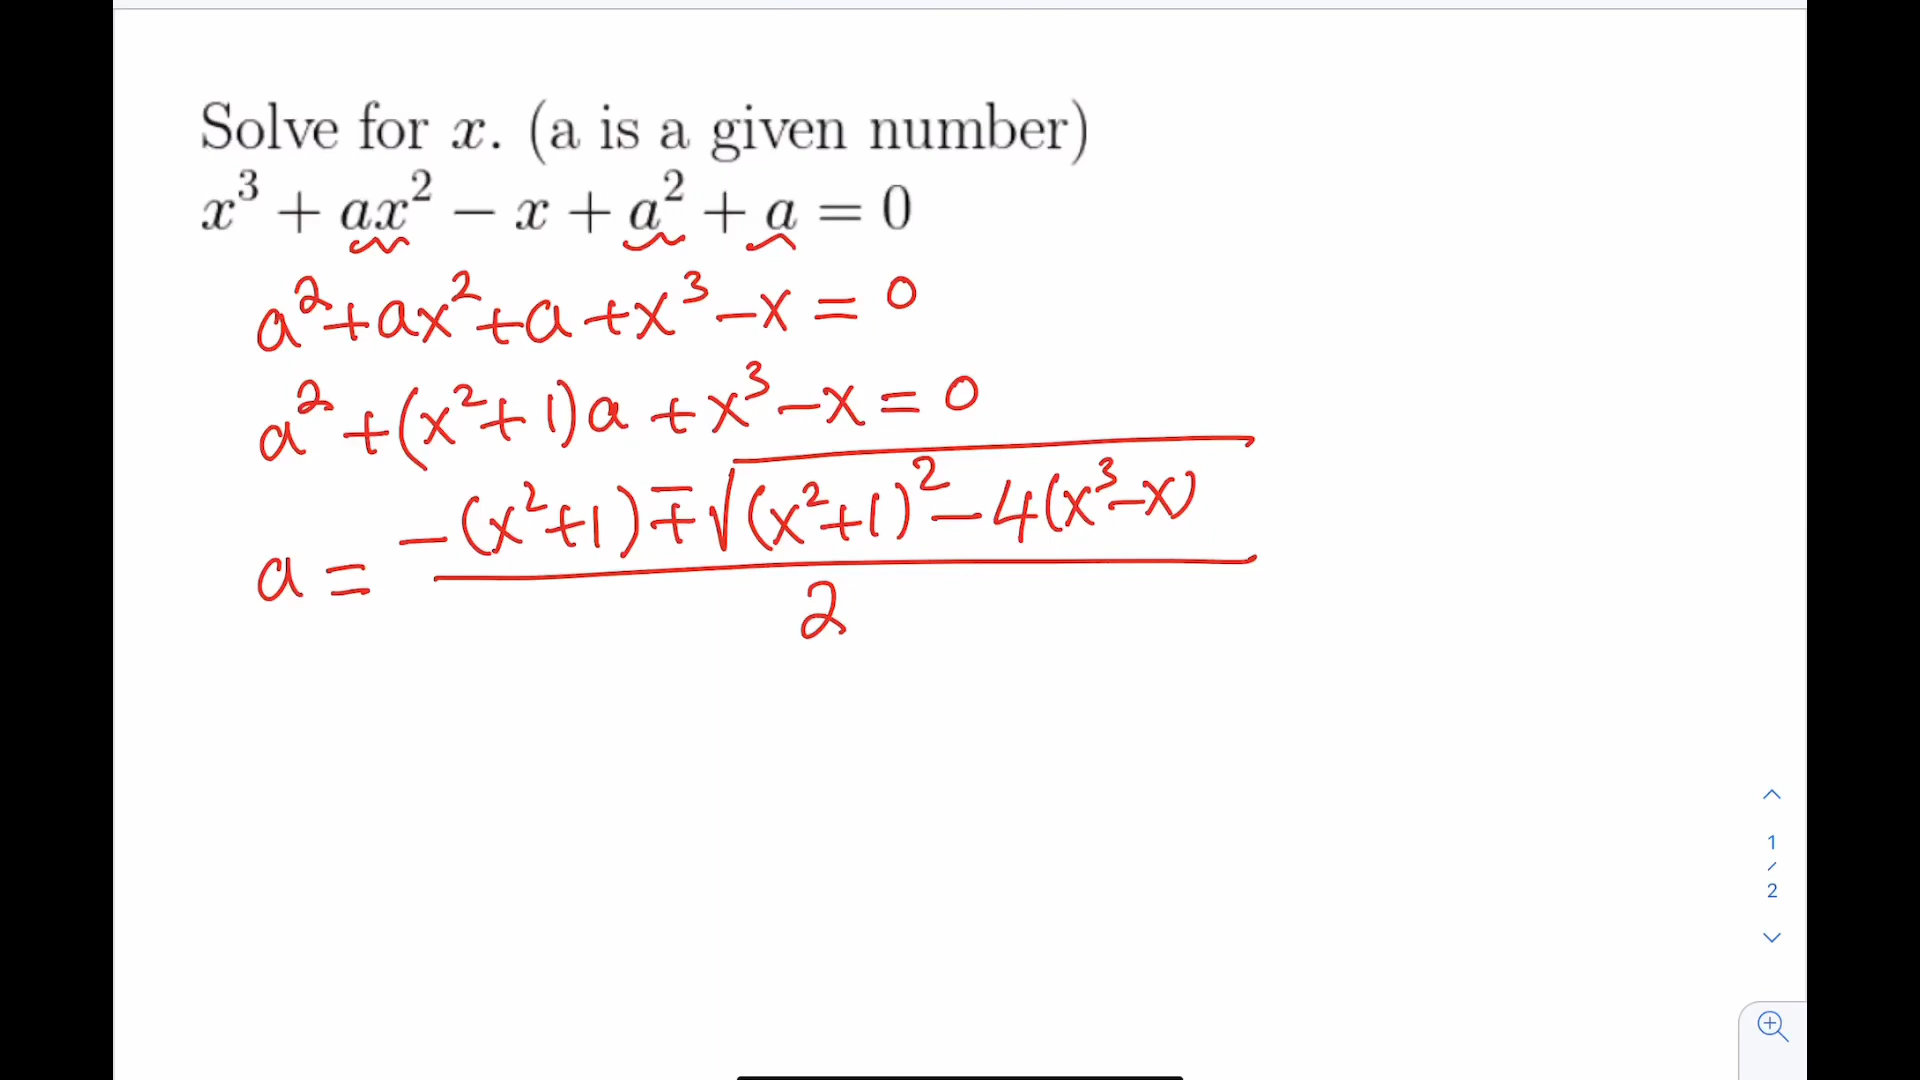 Solve for x. (a is a given number)
x³ + ax² − x + a² + a = 0
a² + ax² + a + x³ − x = 0
a² + (x² + 1)a + x³ − x = 0
a = (−(x² + 1) ∓ √((x² + 1)² − 4(x³ − x))) / 2
1
/
2